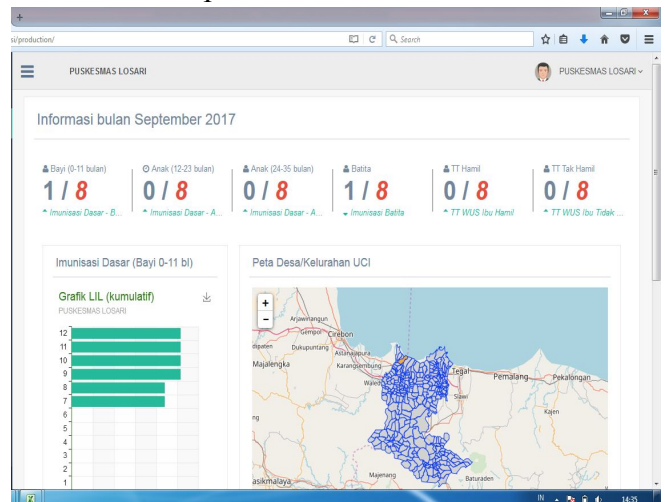 si/production/
Search
PUSKESMAS LOSARI
PUSKESMAS LOSARI
Informasi bulan September 2017
Bayi (0-11 bulan)
1 / 8
Imunisasi Dasar - B...
Anak (12-23 bulan)
0 / 8
Imunisasi Dasar - A...
Anak (24-35 bulan)
0 / 8
Imunisasi Dasar - A...
Batita
1 / 8
Imunisasi Batita
TT Hamil
0 / 8
TT WUS Ibu Hamil
TT Tak Hamil
0 / 8
TT WUS Ibu Tidak ...
Imunisasi Dasar (Bayi 0-11 bl)
Grafik LIL (kumulatif)
PUSKESMAS LOSARI
12
11
10
9
8
7
6
5
4
3
2
1
Peta Desa/Kelurahan UCI
+
−
Arjawinangun
Gempol
Cirebon
dipaten
Dukupuntang
Astanajapura
Majalengka
Karangsembung
Waled
Tegal
Pemalang
Pekalongan
Slawi
Kajen
ng
Majenang
Baturaden
asikmalaya
IN
14:35